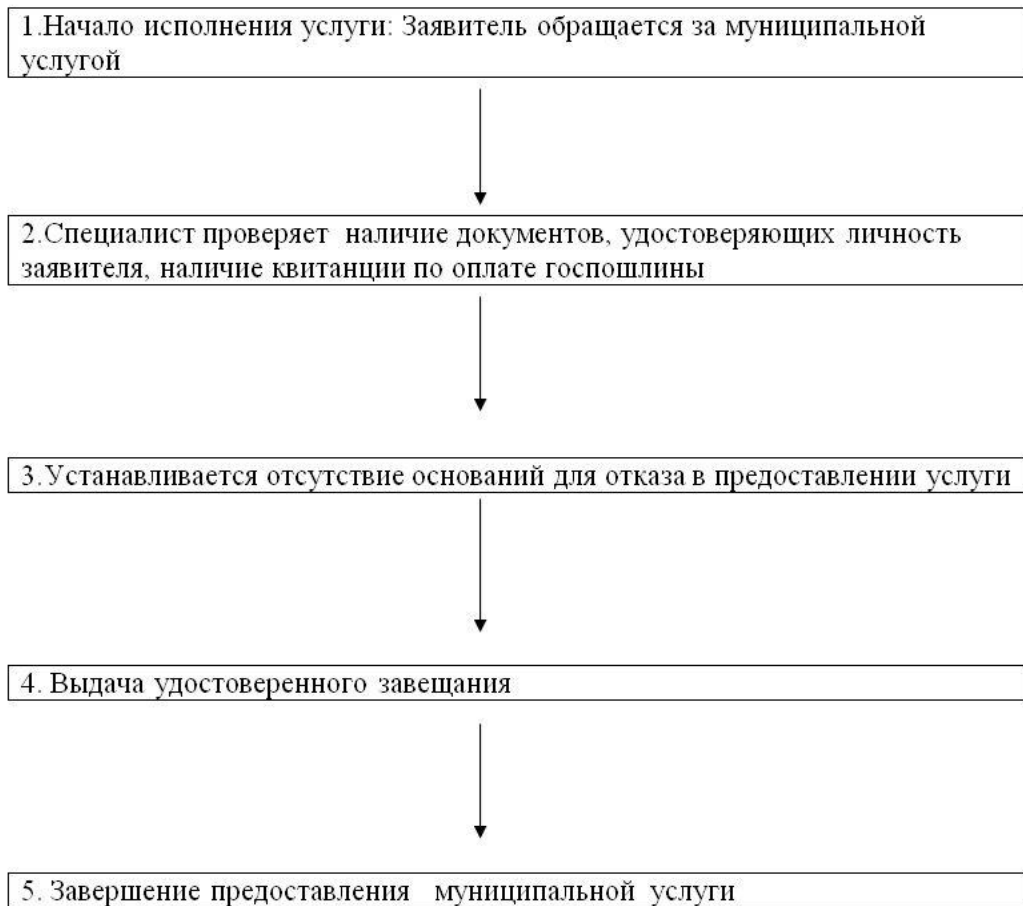 1.Начало исполнения услуги: Заявитель обращается за муниципальной
услугой
2.Специалист проверяет  наличие документов, удостоверяющих личность
заявителя, наличие квитанции по оплате госпошлины
3.Устанавливается отсутствие оснований для отказа в предоставлении услуги
4. Выдача удостоверенного завещания
5. Завершение предоставления   муниципальной  услуги